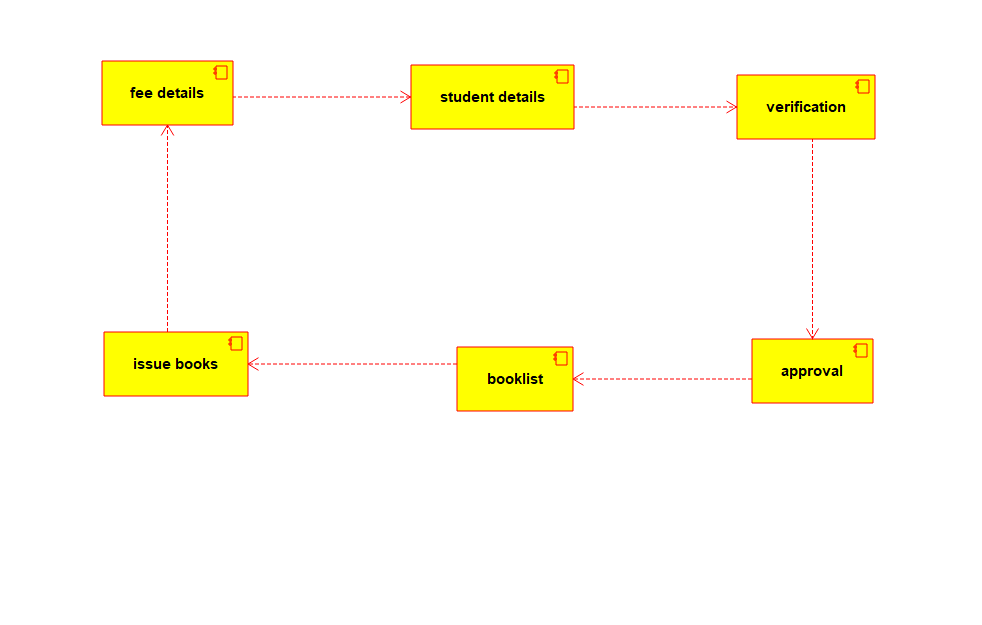 fee details
student details
verification
issue books
booklist
approval